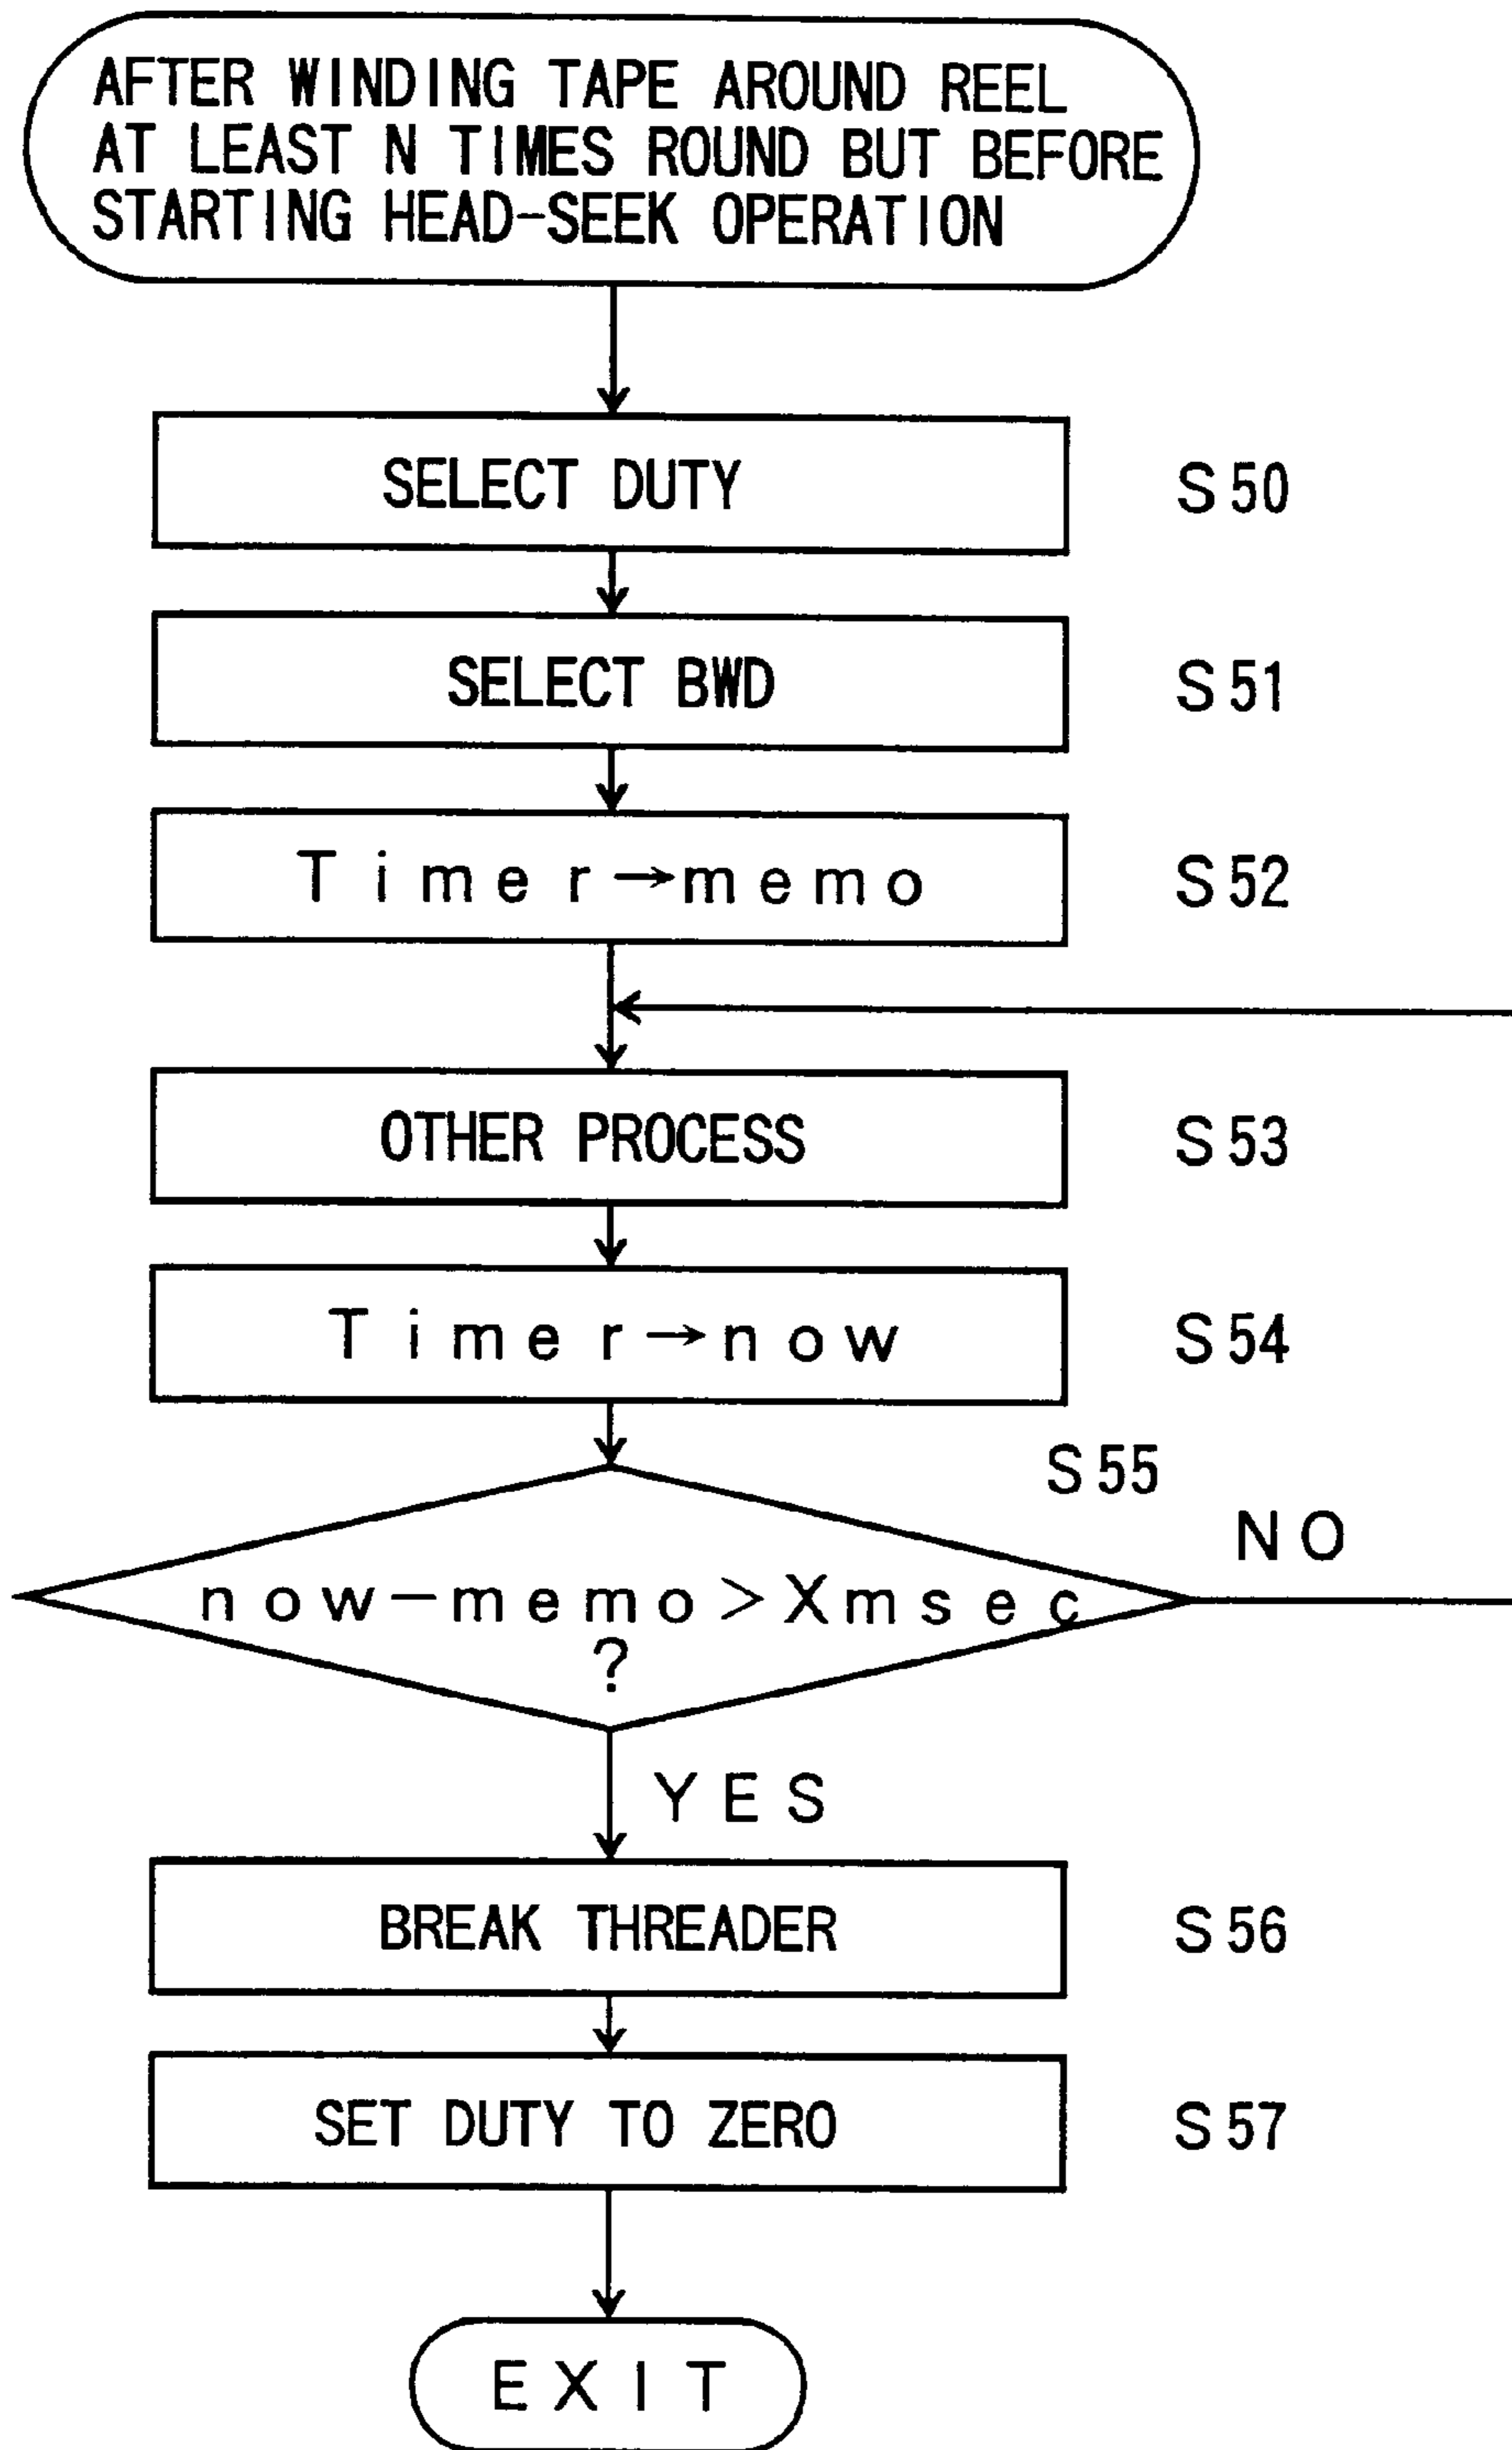 AFTER WINDING TAPE AROUND REEL
AT LEAST N TIMES ROUND BUT BEFORE
STARTING HEAD-SEEK OPERATION
SELECT DUTY S50
SELECT BWD S51
Timer→memo S52
OTHER PROCESS S53
Timer→now S54
S55
NO
now-memo>Xmsec
?
YES
BREAK THREADER S56
SET DUTY TO ZERO S57
EXIT